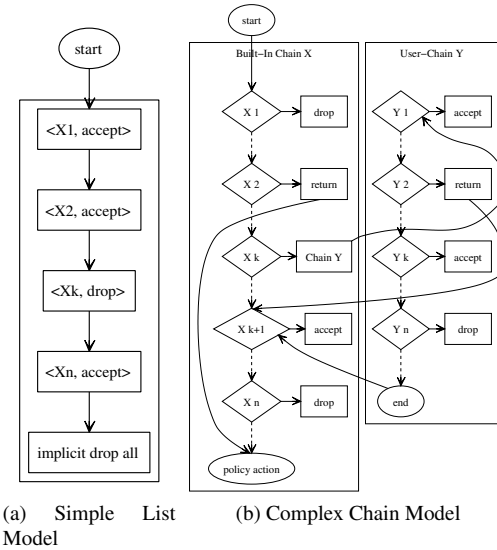 start
<X1, accept>
<X2, accept>
<Xk, drop>
<Xn, accept>
implicit drop all
(a) Simple List
Model
start
Built-In Chain X
X 1
drop
X 2
return
X k
Chain Y
X k+1
accept
X n
drop
policy action
User-Chain Y
Y 1
accept
Y 2
return
Y k
accept
Y n
drop
end
(b) Complex Chain Model